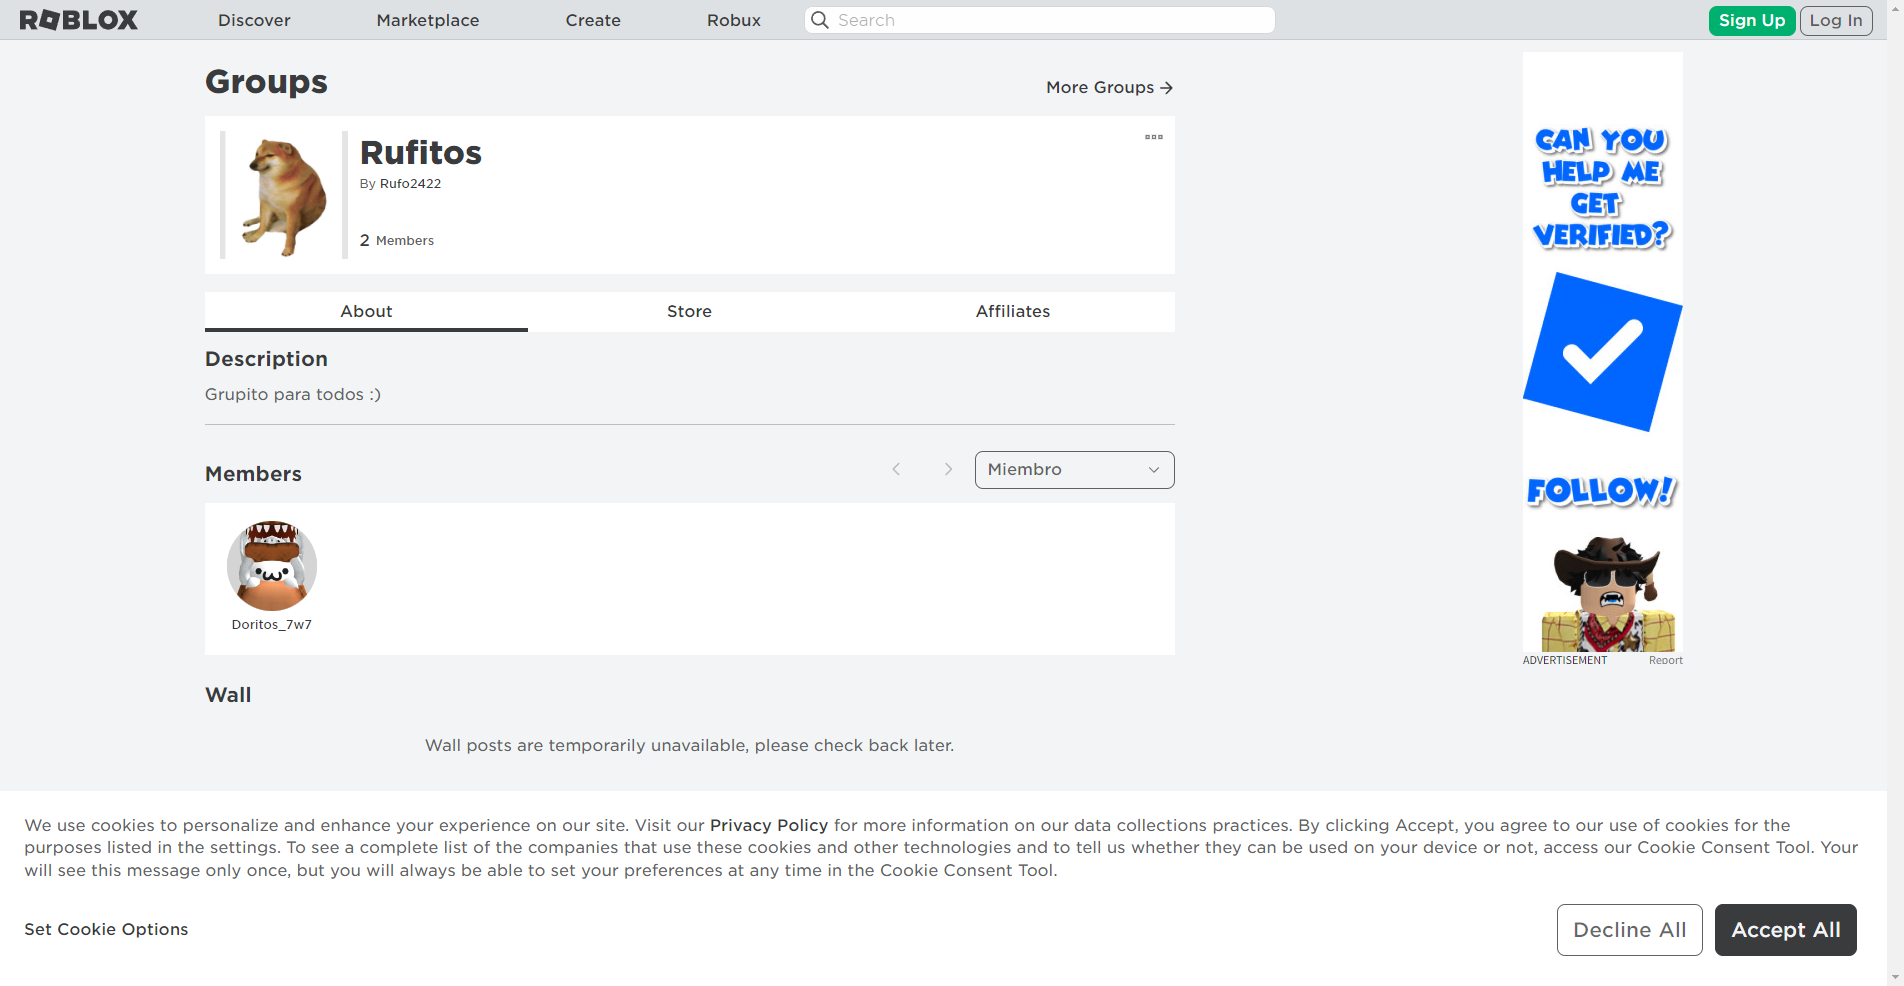 ROBLOX
Discover
Marketplace
Create
Robux
Search
Sign Up
Log In
Groups
More Groups
Rufitos
By Rufo2422
2 Members
About
Store
Affiliates
Description
Grupito para todos :)
Members
Miembro
Doritos_7w7
Wall
Wall posts are temporarily unavailable, please check back later.
CAN YOU
HELP ME
GET
VERIFIED?
FOLLOW!
ADVERTISEMENT
Report
We use cookies to personalize and enhance your experience on our site. Visit our Privacy Policy for more information on our data collections practices. By clicking Accept, you agree to our use of cookies for the
purposes listed in the settings. To see a complete list of the companies that use these cookies and other technologies and to tell us whether they can be used on your device or not, access our Cookie Consent Tool. Your
will see this message only once, but you will always be able to set your preferences at any time in the Cookie Consent Tool.
Set Cookie Options
Decline All
Accept All